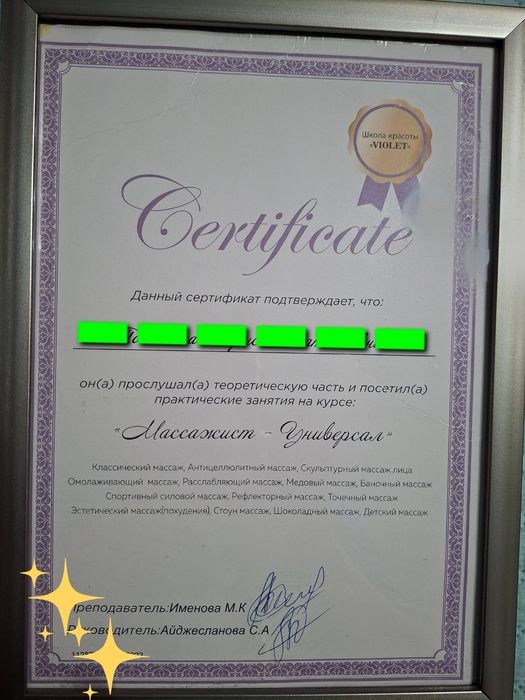 Школа красоты
«VIOLET»
Certificate
Данный сертификат подтверждает, что:
он(а) прослушал(а) теоретическую часть и посетил(а)
практические занятия на курсе:
«Массажист - Универсал»
Классический массаж, Антицеллюлитный массаж, Скульптурный массаж лица
Омолаживающий массаж, Расслабляющий массаж, Медовый массаж, Баночный массаж
Спортивный силовой массаж, Рефлекторный массаж, Точечный массаж
Эстетический массаж(похудения), Стоун массаж, Шоколадный массаж, Детский массаж
Преподаватель:Именова М.К
Руководитель:Айджесланова С.А